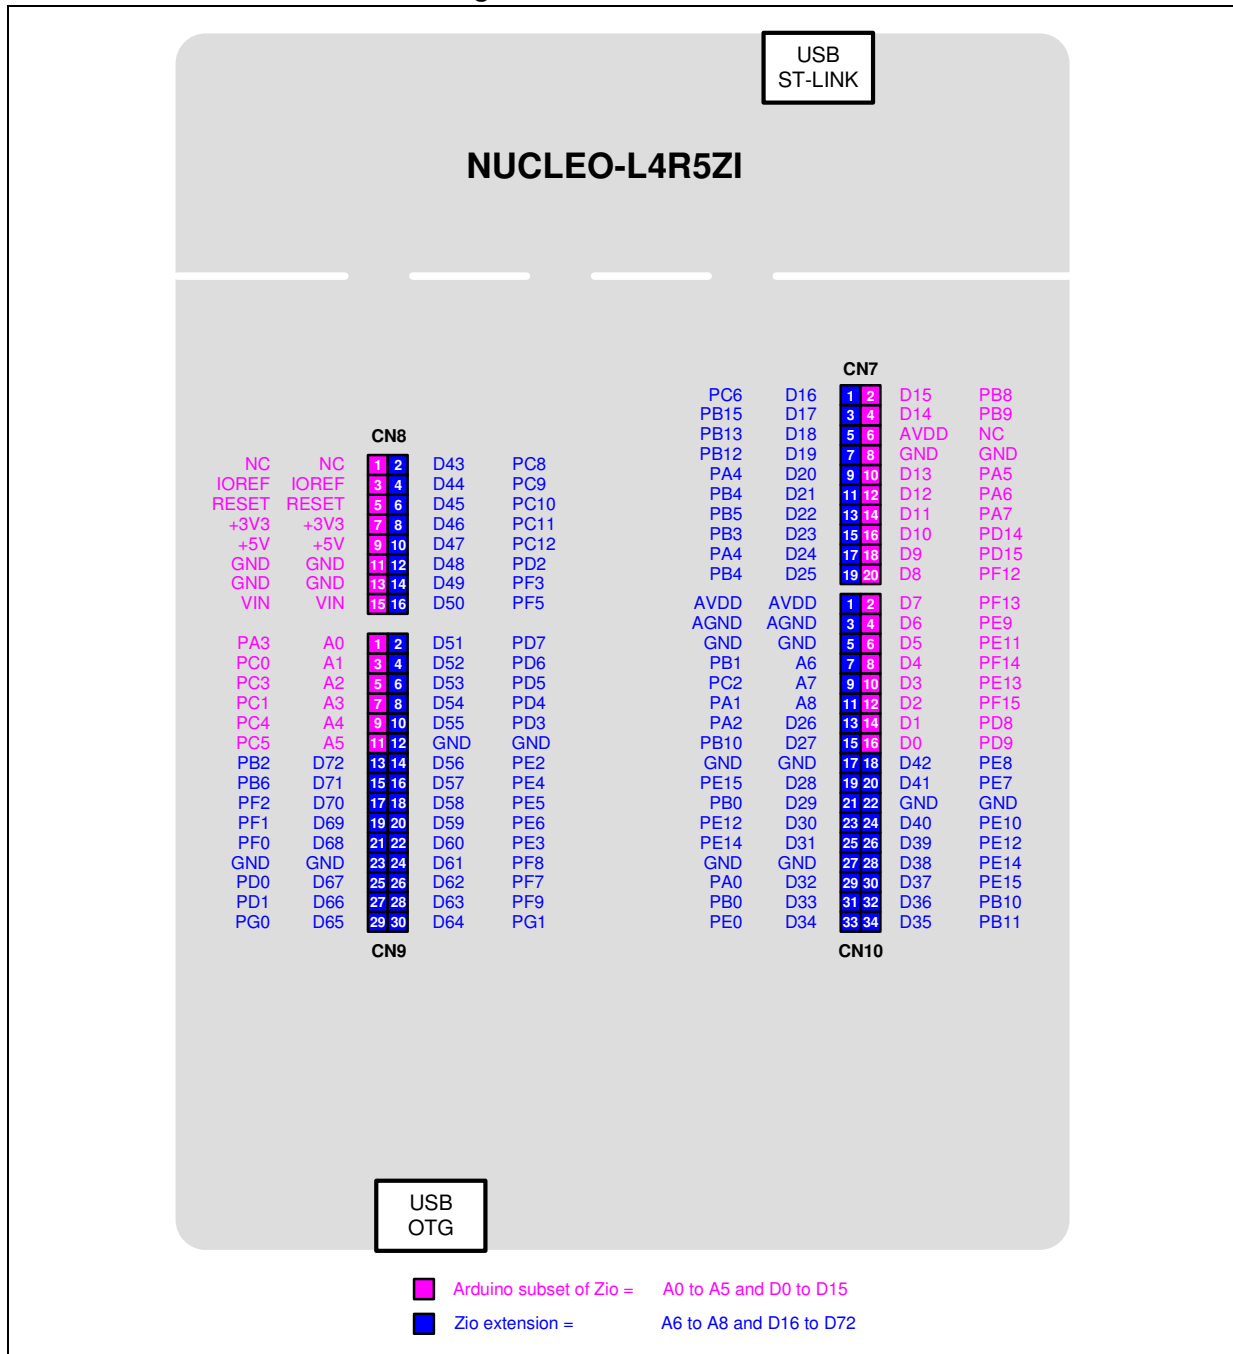 USB
ST-LINK
NUCLEO-L4R5ZI
CN7
PC6 D16 1 2 D15 PB8
PB15 D17 3 4 D14 PB9
PB13 D18 5 6 AVDD NC
PB12 D19 7 8 GND GND
PA4 D20 9 10 D13 PA5
PB4 D21 11 12 D12 PA6
PB5 D22 13 14 D11 PA7
PB3 D23 15 16 D10 PD14
PA4 D24 17 18 D9 PD15
PB4 D25 19 20 D8 PF12
CN8
NC NC 1 2 D43 PC8
IOREF IOREF 3 4 D44 PC9
RESET RESET 5 6 D45 PC10
+3V3 +3V3 7 8 D46 PC11
+5V +5V 9 10 D47 PC12
GND GND 11 12 D48 PD2
GND GND 13 14 D49 PF3
VIN VIN 15 16 D50 PF5
PA3 A0 1 2 D51 PD7
PC0 A1 3 4 D52 PD6
PC3 A2 5 6 D53 PD5
PC1 A3 7 8 D54 PD4
PC4 A4 9 10 D55 PD3
PC5 A5 11 12 GND GND
PB2 D72 13 14 D56 PE2
PB6 D71 15 16 D57 PE4
PF2 D70 17 18 D58 PE5
PF1 D69 19 20 D59 PE6
PF0 D68 21 22 D60 PE3
GND GND 23 24 D61 PF8
PD0 D67 25 26 D62 PF7
PD1 D66 27 28 D63 PF9
PG0 D65 29 30 D64 PG1
CN9
AVDD AVDD 1 2 D7 PF13
AGND AGND 3 4 D6 PE9
GND GND 5 6 D5 PE11
PB1 A6 7 8 D4 PF14
PC2 A7 9 10 D3 PE13
PA1 A8 11 12 D2 PF15
PA2 D26 13 14 D1 PD8
PB10 D27 15 16 D0 PD9
GND GND 17 18 D42 PE8
PE15 D28 19 20 D41 PE7
PB0 D29 21 22 GND GND
PE12 D30 23 24 D40 PE10
PE14 D31 25 26 D39 PE12
GND GND 27 28 D38 PE14
PA0 D32 29 30 D37 PE15
PB0 D33 31 32 D36 PB10
PE0 D34 33 34 D35 PB11
CN10
USB
OTG
Arduino subset of Zio = A0 to A5 and D0 to D15
Zio extension = A6 to A8 and D16 to D72